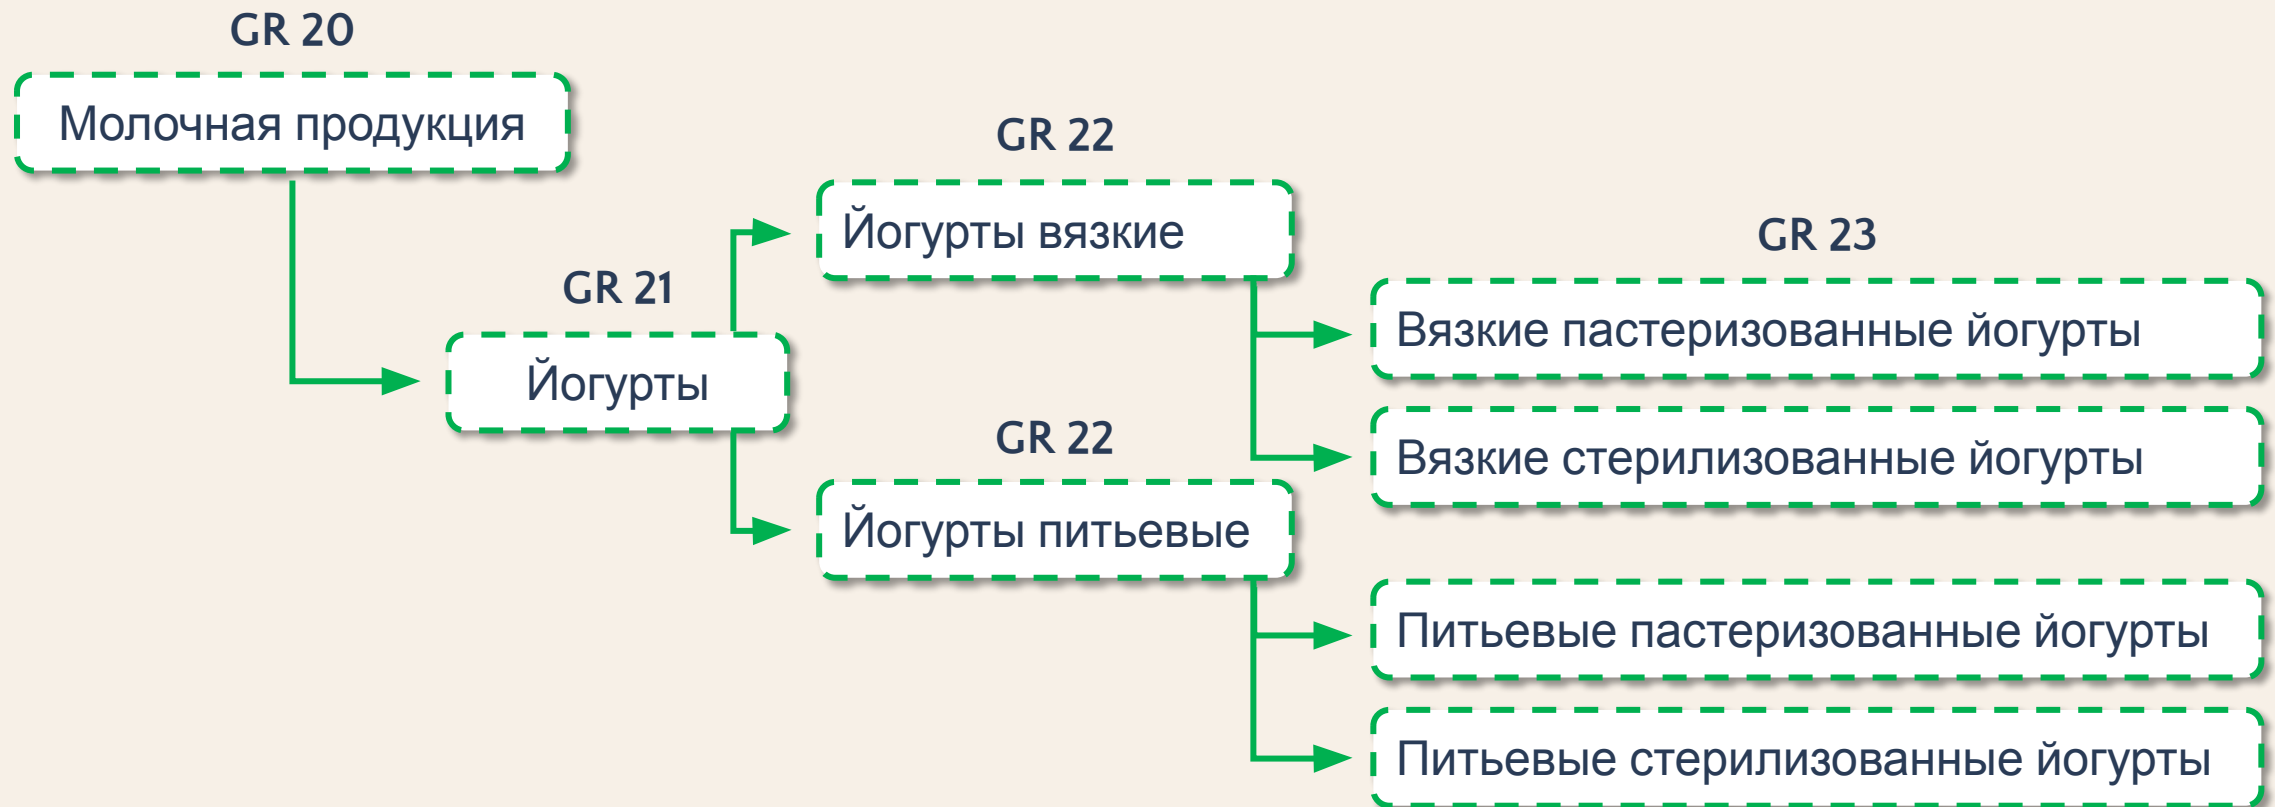 GR 20
Молочная продукция
GR 21
Йогурты
GR 22
Йогурты вязкие
GR 22
Йогурты питьевые
GR 23
Вязкие пастеризованные йогурты
Вязкие стерилизованные йогурты
Питьевые пастеризованные йогурты
Питьевые стерилизованные йогурты